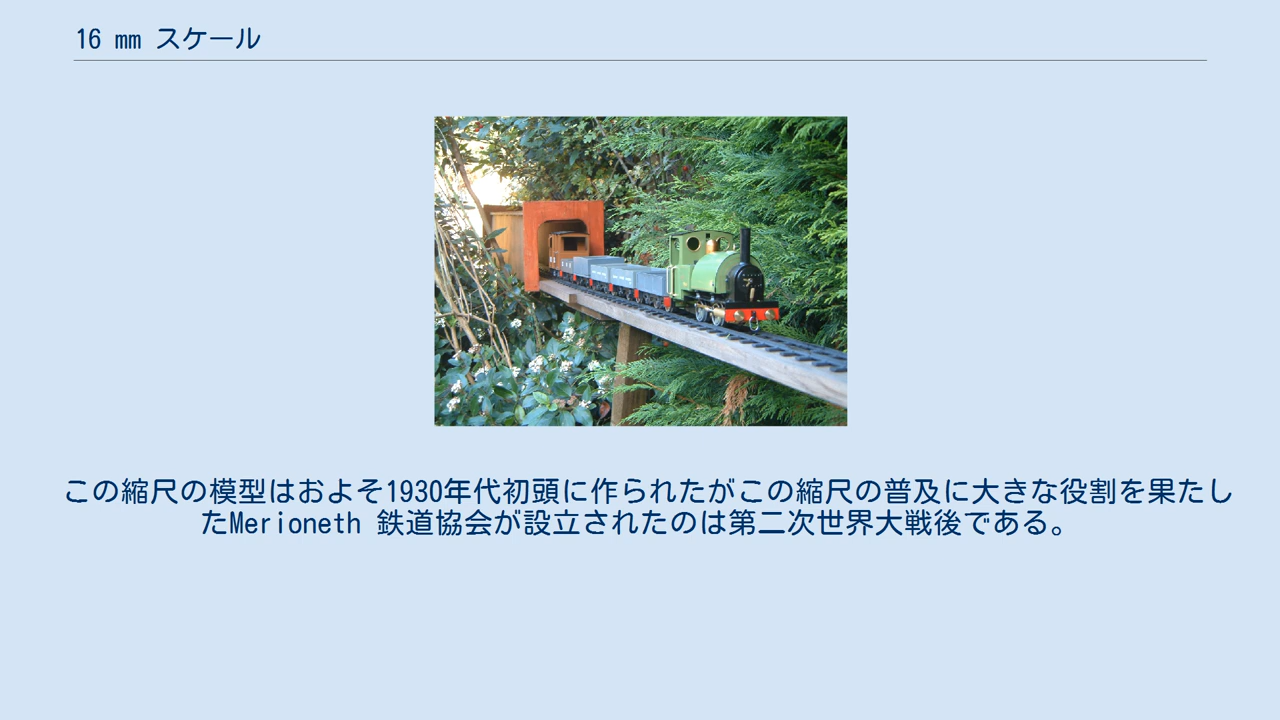 16 mm スケール
この縮尺の模型はおよそ1930年代初頭に作られたがこの縮尺の普及に大きな役割を果たし
たMerioneth 鉄道協会が設立されたのは第二次世界大戦後である。